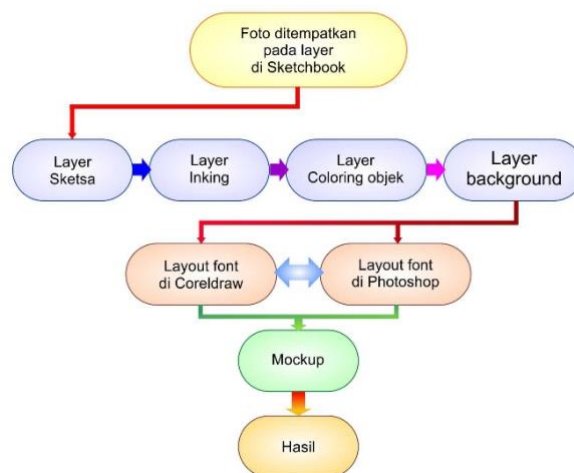 Foto ditempatkan
pada layer
di Sketchbook
Layer
Sketsa
Layer
Inking
Layer
Coloring objek
Layer
background
Layout font
di Coreldraw
Layout font
di Photoshop
Mockup
Hasil